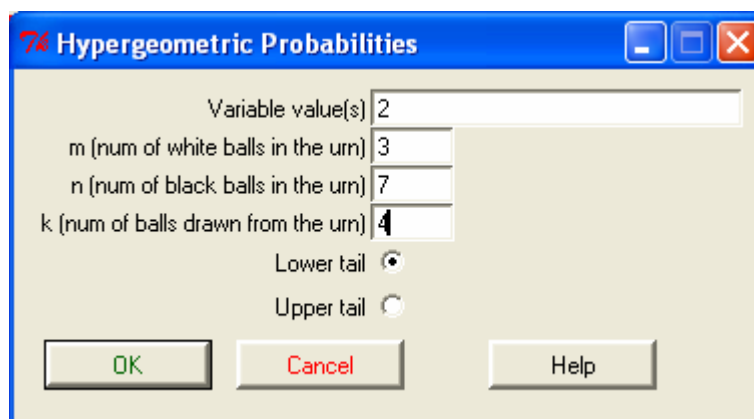 7% Hypergeometric Probabilities
Variable value(s) 2
m (num of white balls in the urn) 3
n (num of black balls in the urn) 7
k (num of balls drawn from the urn) 4
Lower tail
Upper tail
OK Cancel Help